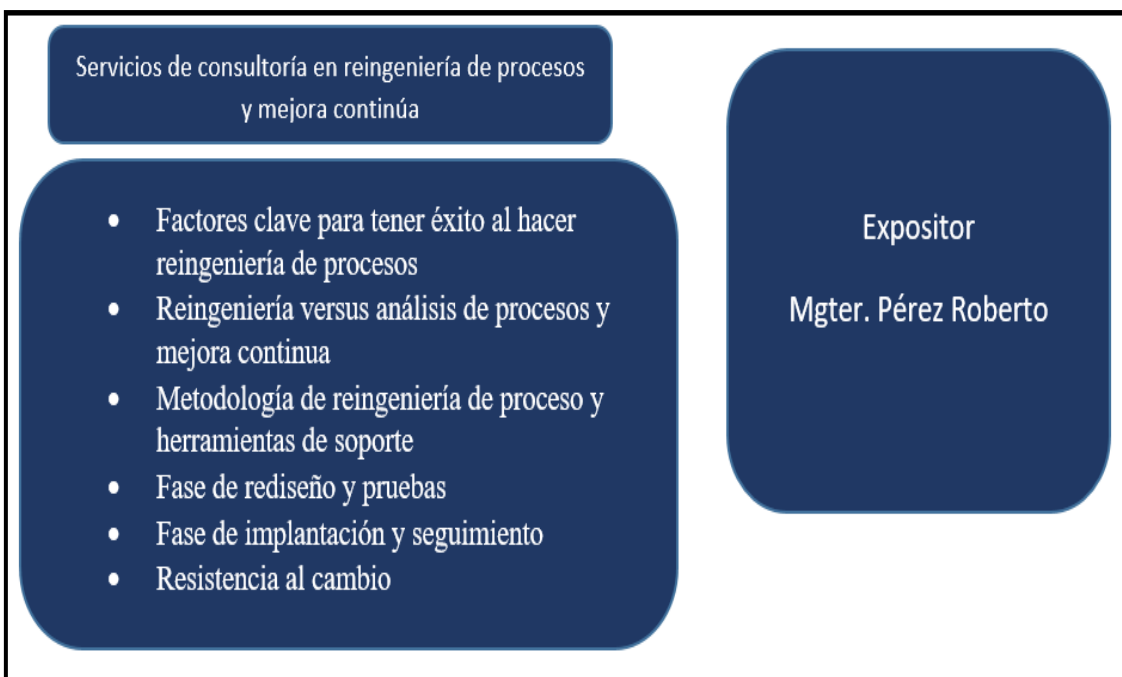 Servicios de consultoría en reingeniería de procesos
y mejora continúa
• Factores clave para tener éxito al hacer
reingeniería de procesos
• Reingeniería versus análisis de procesos y
mejora continua
• Metodología de reingeniería de proceso y
herramientas de soporte
• Fase de rediseño y pruebas
• Fase de implantación y seguimiento
• Resistencia al cambio
Expositor
Mgter. Pérez Roberto